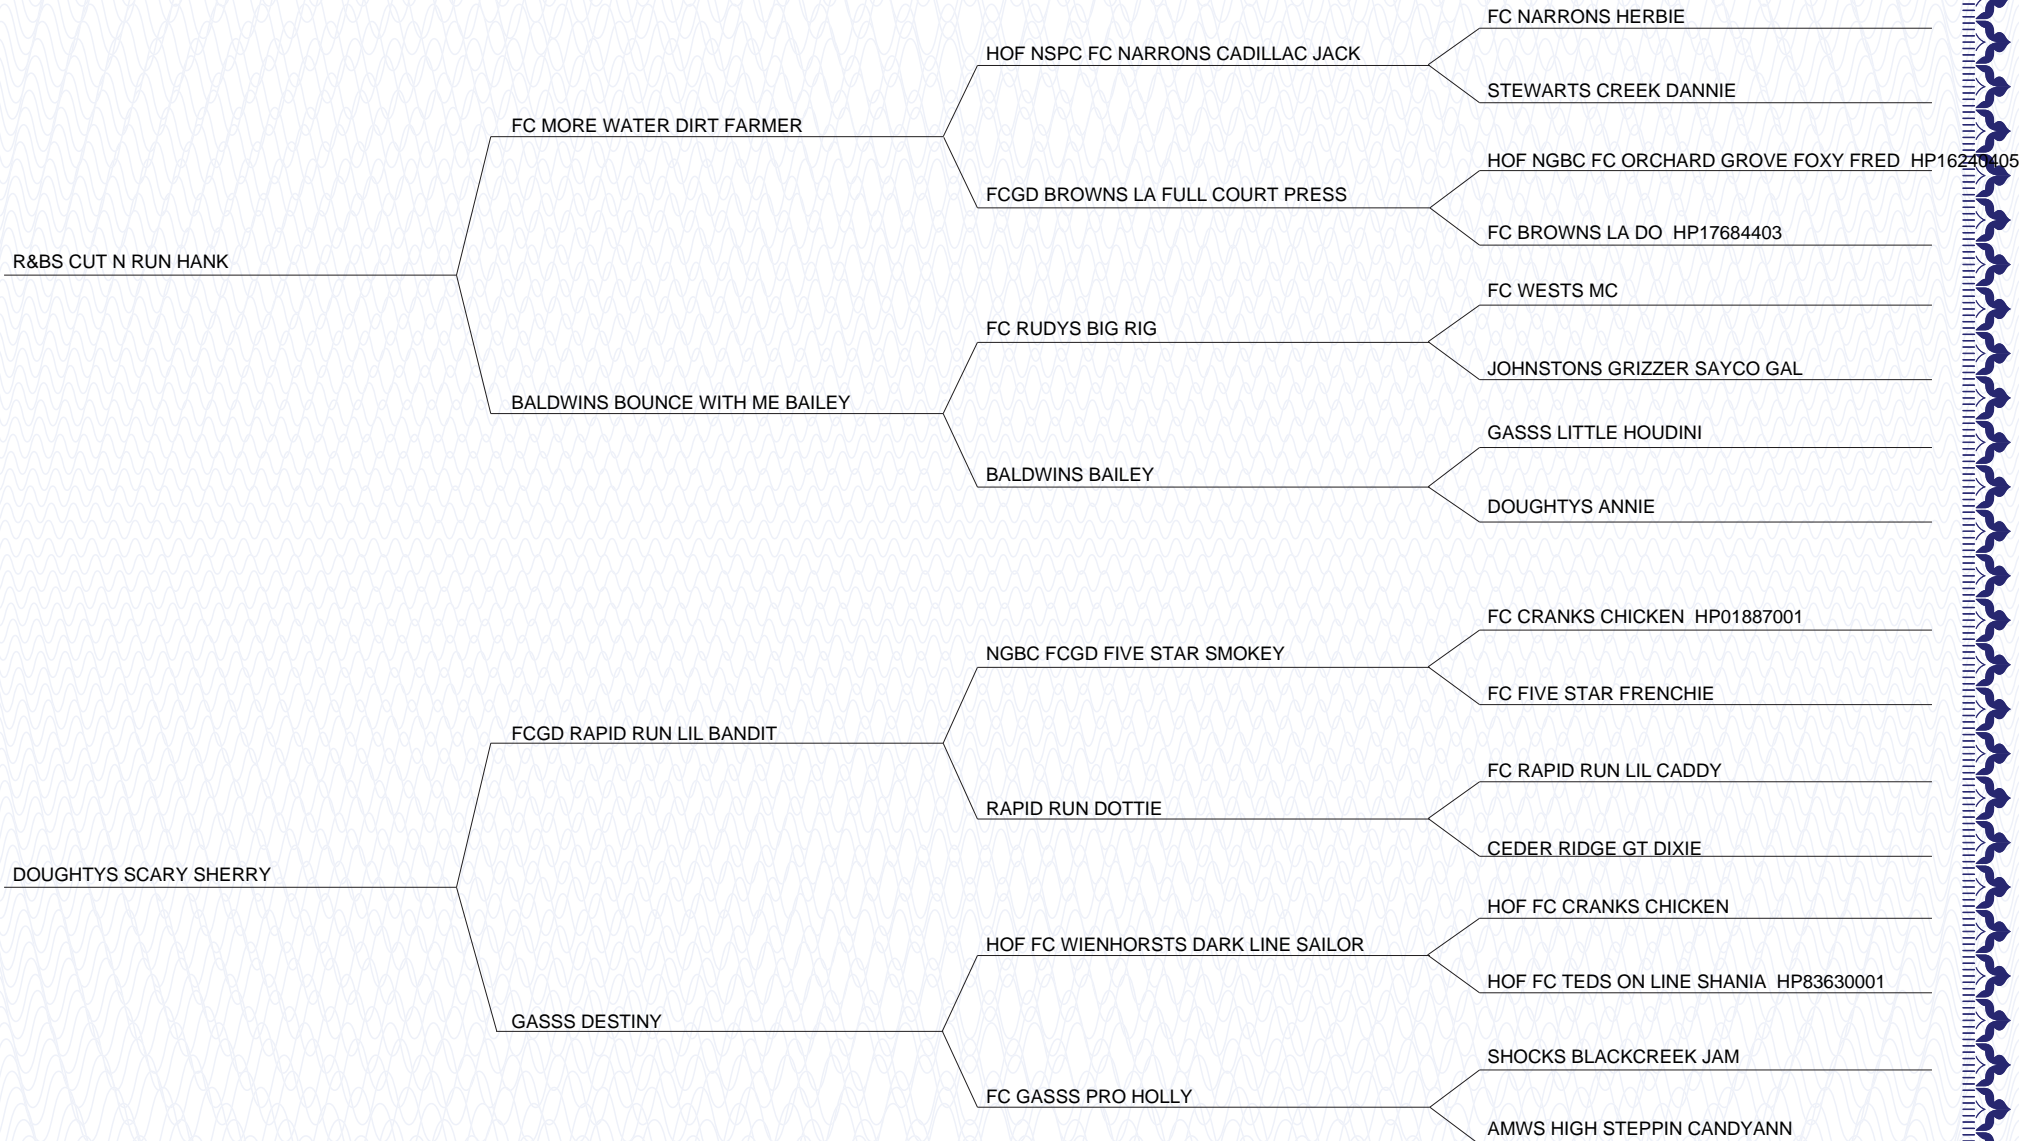 FC NARRONS HERBIE
HOF NSPC FC NARRONS CADILLAC JACK
STEWARTS CREEK DANNIE
FC MORE WATER DIRT FARMER
HOF NGBC FC ORCHARD GROVE FOXY FRED HP16240405
FCGD BROWNS LA FULL COURT PRESS
FC BROWNS LA DO HP17684403
R&BS CUT N RUN HANK
FC WESTS MC
FC RUDYS BIG RIG
JOHNSTONS GRIZZER SAYCO GAL
BALDWINS BOUNCE WITH ME BAILEY
GASSS LITTLE HOUDINI
BALDWINS BAILEY
DOUGHTYS ANNIE
FC CRANKS CHICKEN HP01887001
NGBC FCGD FIVE STAR SMOKEY
FC FIVE STAR FRENCHIE
FCGD RAPID RUN LIL BANDIT
FC RAPID RUN LIL CADDY
RAPID RUN DOTTIE
CEDER RIDGE GT DIXIE
DOUGHTYS SCARY SHERRY
HOF FC CRANKS CHICKEN
HOF FC WIENHORSTS DARK LINE SAILOR
HOF FC TEDS ON LINE SHANIA HP83630001
GASSS DESTINY
SHOCKS BLACKCREEK JAM
FC GASSS PRO HOLLY
AMWS HIGH STEPPIN CANDYANN